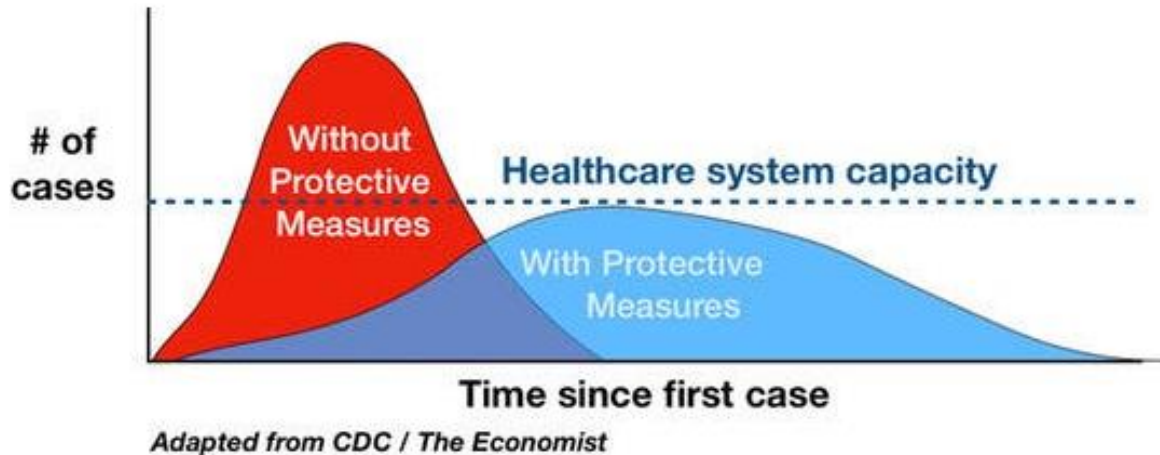 # of
cases
Without
Protective
Measures
Healthcare system capacity
With Protective
Measures
Time since first case
Adapted from CDC / The Economist